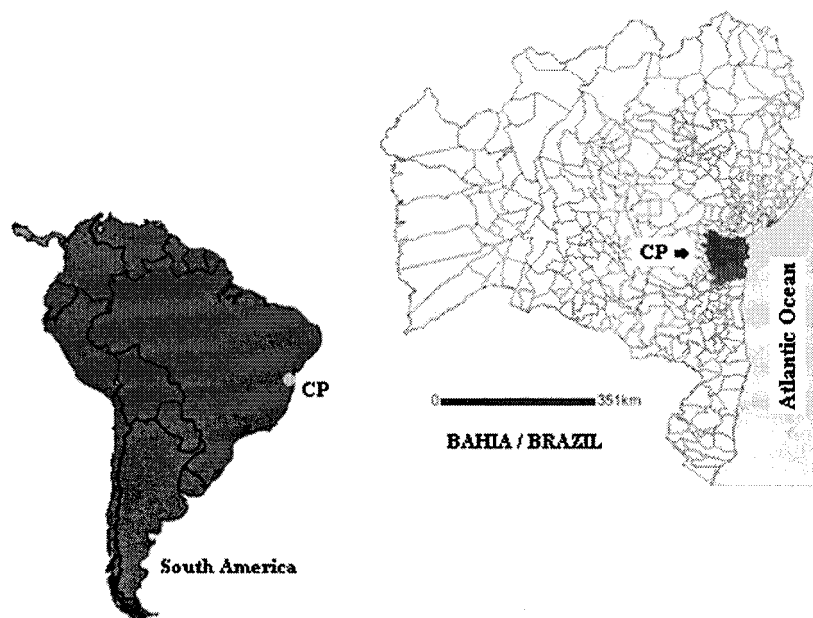 CP ➡
Atlantic Ocean
0 351km
BAHIA / BRAZIL
CP
South America